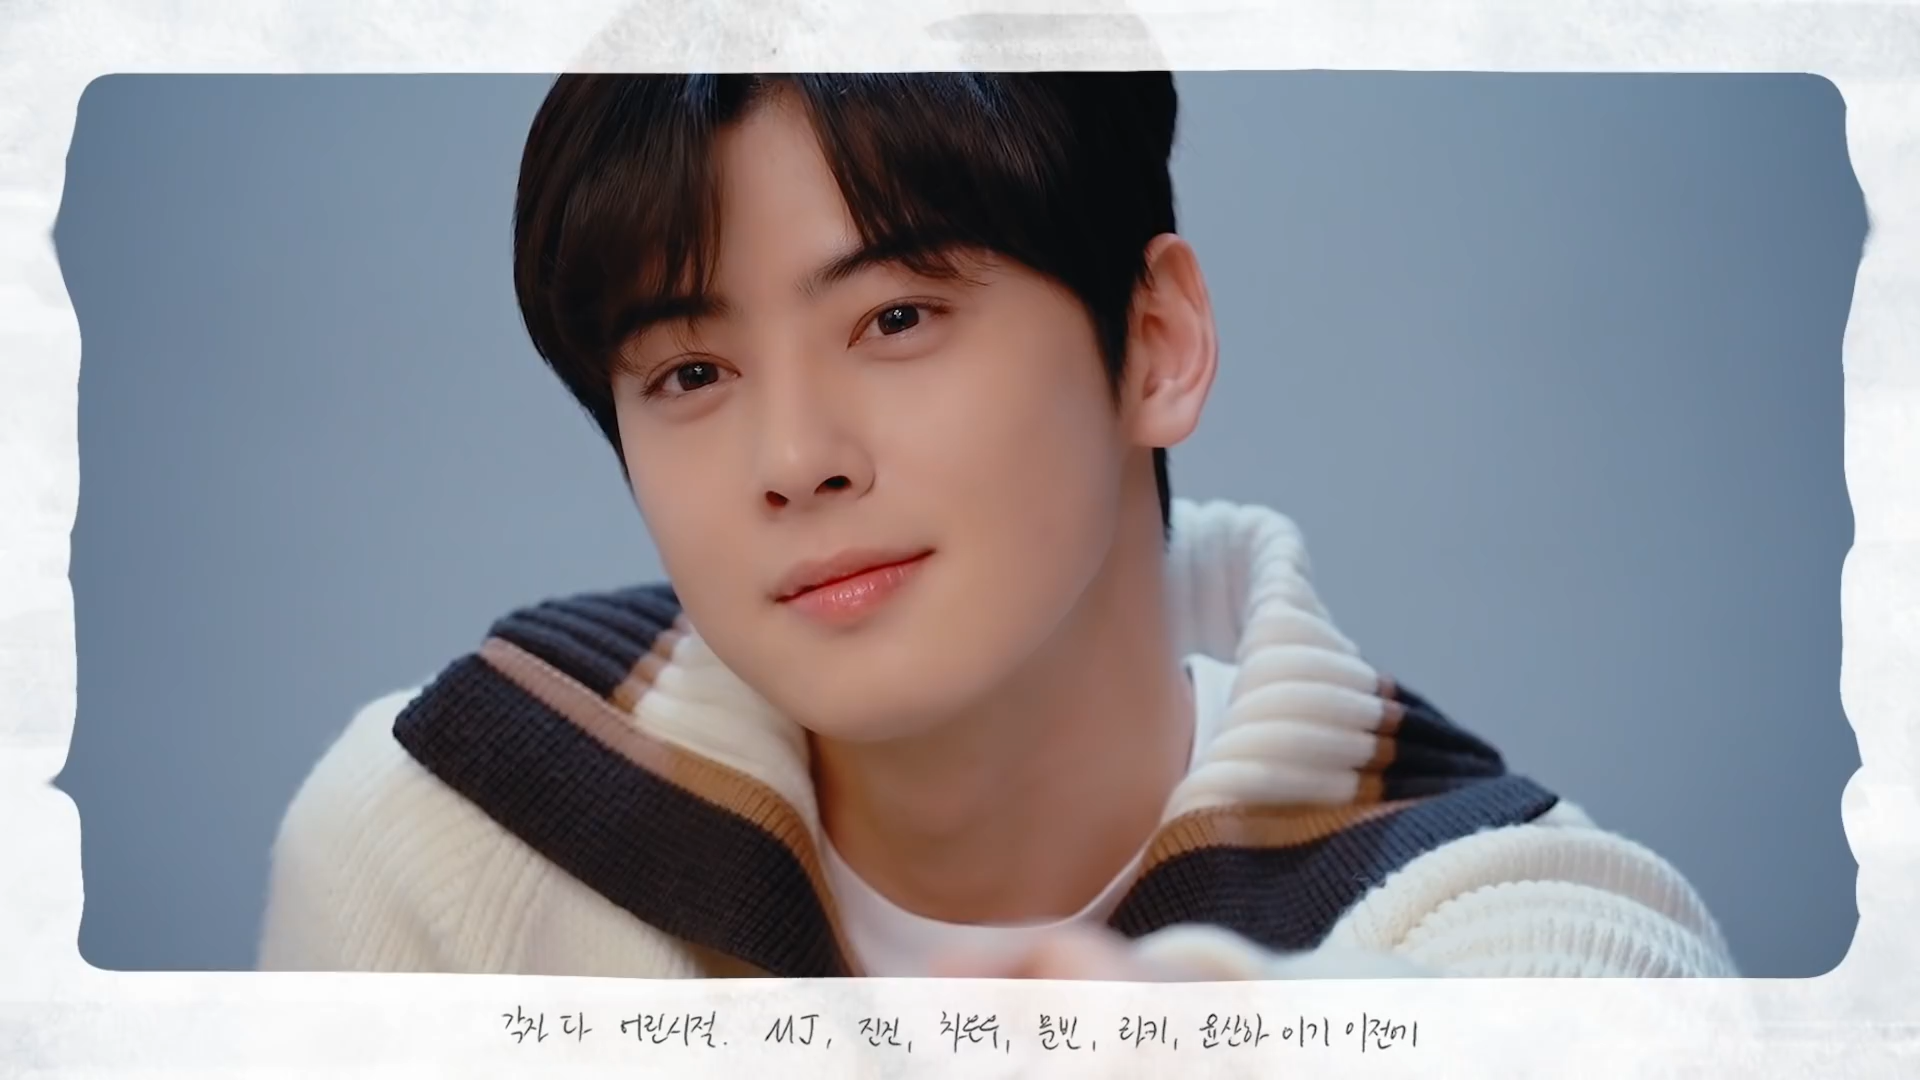 각자 다 어린시절. MJ, 진진, 차은우, 문빈, 라키, 윤산하 이기 이전에